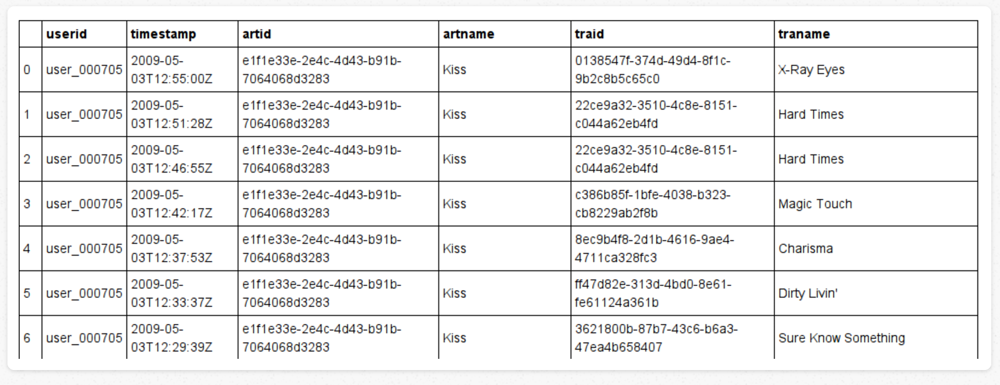 userid timestamp artid artname traid traname
0 user_000705 2009-05-03T12:55:00Z e1f1e33e-2e4c-4d43-b91b-7064068d3283 Kiss 0138547f-374d-49d4-8f1c-9b2c8b5c65c0 X-Ray Eyes
1 user_000705 2009-05-03T12:51:28Z e1f1e33e-2e4c-4d43-b91b-7064068d3283 Kiss 22ce9a32-3510-4c8e-8151-c044a62eb4fd Hard Times
2 user_000705 2009-05-03T12:46:55Z e1f1e33e-2e4c-4d43-b91b-7064068d3283 Kiss 22ce9a32-3510-4c8e-8151-c044a62eb4fd Hard Times
3 user_000705 2009-05-03T12:42:17Z e1f1e33e-2e4c-4d43-b91b-7064068d3283 Kiss c386b85f-1bfe-4038-b323-cb8229ab2f8b Magic Touch
4 user_000705 2009-05-03T12:37:53Z e1f1e33e-2e4c-4d43-b91b-7064068d3283 Kiss 8ec9b4f8-2d1b-4616-9ae4-4711ca328fc3 Charisma
5 user_000705 2009-05-03T12:33:37Z e1f1e33e-2e4c-4d43-b91b-7064068d3283 Kiss ff47d82e-313d-4bd0-8e61-fe61124a361b Dirty Livin'
6 user_000705 2009-05-03T12:29:39Z e1f1e33e-2e4c-4d43-b91b-7064068d3283 Kiss 3621800b-87b7-43c6-b6a3-47ea4b658407 Sure Know Something